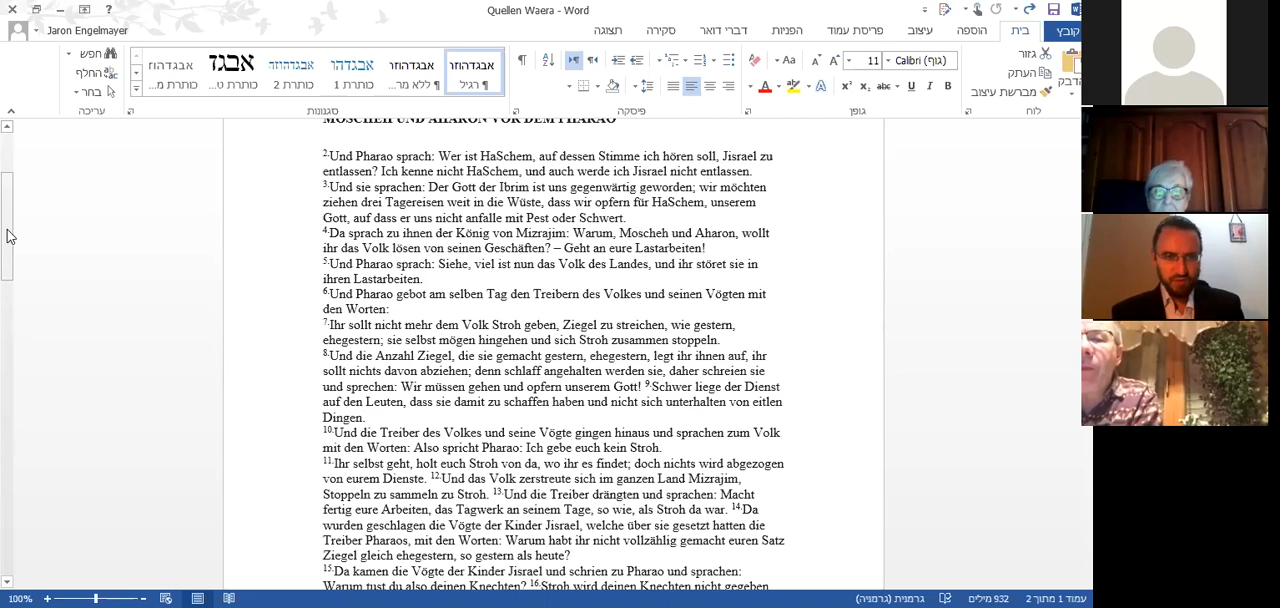 Quellen Waera - Word
Jaron Engelmayer
קובץ
בית
הוספה
עיצוב
פריסת עמוד
הפניות
דברי דואר
סקירה
תצוגה
הדבק
גזור
העתק
מברשת עיצוב
לוח
Calibri (גוף)
11
גופן
פיסקה
אבגדהוזו
¶ רגיל
אבגדהוזו
¶ ללא מר...
אבגדהו
כותרת 1
אבגדהוזו
כותרת 2
אבגד
כותרת ט...
אבגדהוזו
כותרת מ...
סגנונות
חפש
החלף
בחר
עריכה
MOSCHEH UND AHARON VOR DEM PHARAO
2.Und Pharao sprach: Wer ist HaSchem, auf dessen Stimme ich hören soll, Jisrael zu
entlassen? Ich kenne nicht HaSchem, und auch werde ich Jisrael nicht entlassen.
3.Und sie sprachen: Der Gott der Ibrim ist uns gegenwärtig geworden; wir möchten
ziehen drei Tagereisen weit in die Wüste, dass wir opfern für HaSchem, unserem
Gott, auf dass er uns nicht anfalle mit Pest oder Schwert.
4.Da sprach zu ihnen der König von Mizrajim: Warum, Moscheh und Aharon, wollt
ihr das Volk lösen von seinen Geschäften? – Geht an eure Lastarbeiten!
5.Und Pharao sprach: Siehe, viel ist nun das Volk des Landes, und ihr störet sie in
ihren Lastarbeiten.
6.Und Pharao gebot am selben Tag den Treibern des Volkes und seinen Vögten mit
den Worten:
7.Ihr sollt nicht mehr dem Volk Stroh geben, Ziegel zu streichen, wie gestern,
ehegestern; sie selbst mögen hingehen und sich Stroh zusammen stoppeln.
8.Und die Anzahl Ziegel, die sie gemacht gestern, ehegestern, legt ihr ihnen auf, ihr
sollt nichts davon abziehen; denn schlaff angehalten werden sie, daher schreien sie
und sprechen: Wir müssen gehen und opfern unserem Gott! 9.Schwer liege der Dienst
auf den Leuten, dass sie damit zu schaffen haben und nicht sich unterhalten von eitlen
Dingen.
10.Und die Treiber des Volkes und seine Vögte gingen hinaus und sprachen zum Volk
mit den Worten: Also spricht Pharao: Ich gebe euch kein Stroh.
11.Ihr selbst geht, holt euch Stroh von da, wo ihr es findet; doch nichts wird abgezogen
von eurem Dienste. 12.Und das Volk zerstreute sich im ganzen Land Mizrajim,
Stoppeln zu sammeln zu Stroh. 13.Und die Treiber drängten und sprachen: Macht
fertig eure Arbeiten, das Tagwerk an seinem Tage, so wie, als Stroh da war. 14.Da
wurden geschlagen die Vögte der Kinder Jisrael, welche über sie gesetzt hatten die
Treiber Pharaos, mit den Worten: Warum habt ihr nicht vollzählig gemacht euren Satz
Ziegel gleich ehegestern, so gestern als heute?
15.Da kamen die Vögte der Kinder Jisrael und schrien zu Pharao und sprachen:
Warum tust du also deinen Knechten? 16.Stroh wird deinen Knechten nicht gegeben
100%
גרמנית (גרמניה)
932 מילים
עמוד 1 מתוך 2